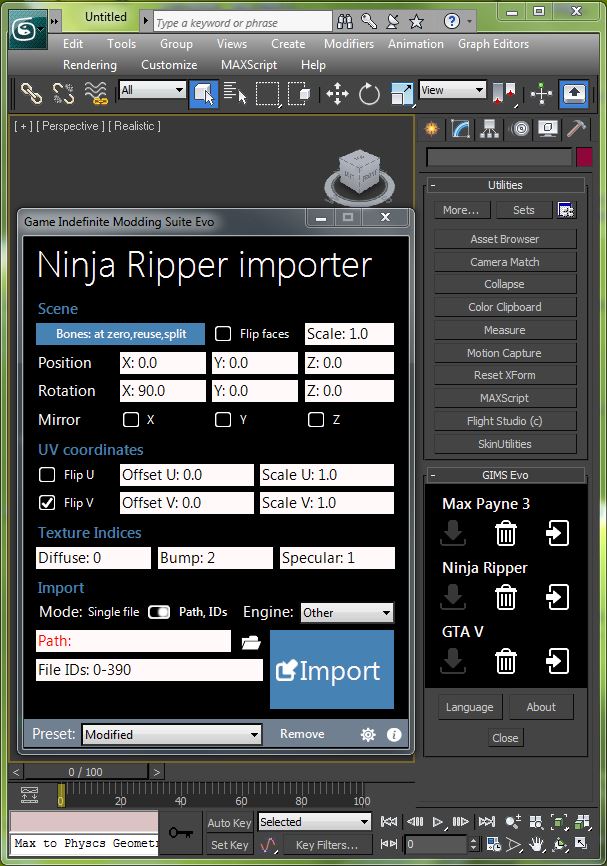 Untitled
Type a keyword or phrase
Edit Tools Group Views Create Modifiers Animation Graph Editors
Rendering Customize MAXScript Help
All
View
[ + ] [ Perspective ] [ Realistic ]
Utilities
More... Sets
Asset Browser
Camera Match
Collapse
Color Clipboard
Measure
Motion Capture
Reset XForm
MAXScript
Flight Studio (c)
SkinUtilities
GIMS Evo
Max Payne 3
Ninja Ripper
GTA V
Language About
Close
Game Indefinite Modding Suite Evo
Ninja Ripper importer
Scene
Bones: at zero,reuse,split Flip faces Scale: 1.0
Position X: 0.0 Y: 0.0 Z: 0.0
Rotation X: 90.0 Y: 0.0 Z: 0.0
Mirror X Y Z
UV coordinates
Flip U Offset U: 0.0 Scale U: 1.0
Flip V Offset V: 0.0 Scale V: 1.0
Texture Indices
Diffuse: 0 Bump: 2 Specular: 1
Import
Mode: Single file Path, IDs Engine: Other
Path:
File IDs: 0-390
Import
Preset: Modified Remove
< 0 / 100 >
0 20 40 60 80 100
Auto Key Selected
Set Key Key Filters... 0
Max to Physcs Geometr